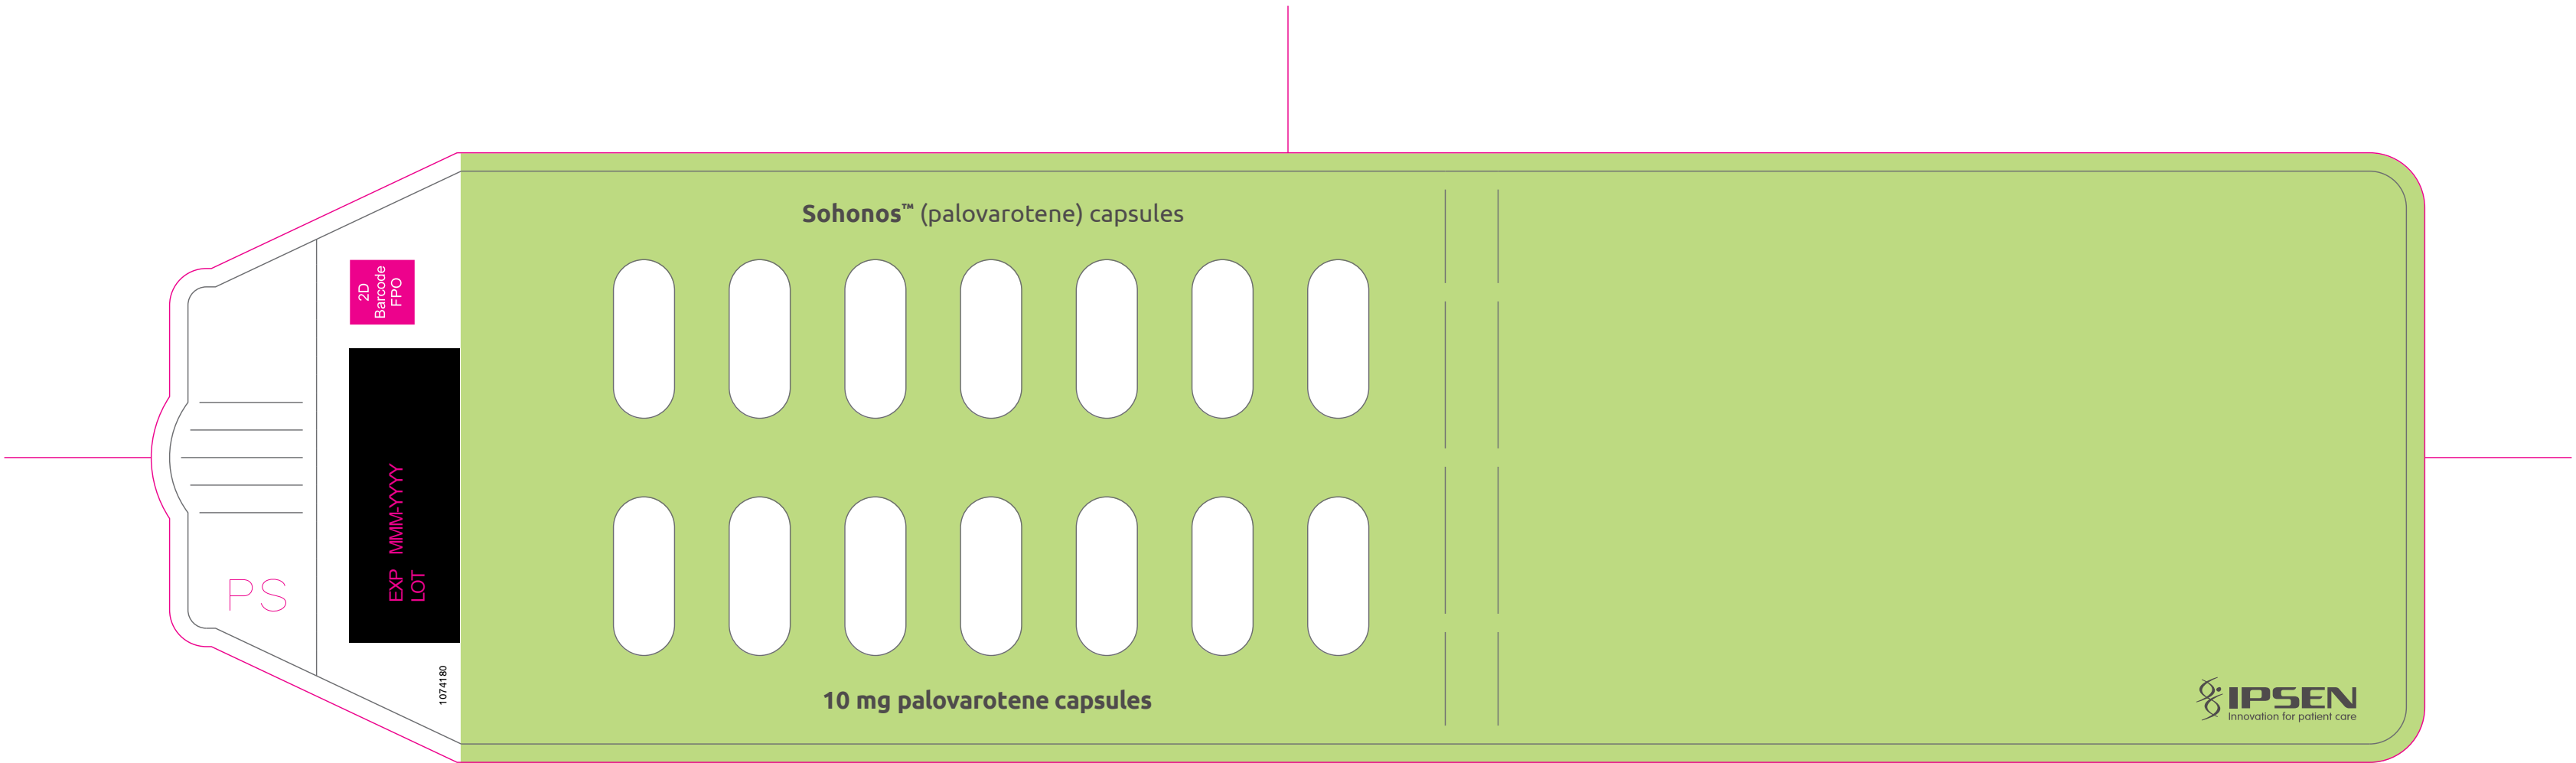 Sohonos™ (palovarotene) capsules
2D
Barcode
FPO
EXP MMM-YYYY
LOT
PS
1074180
10 mg palovarotene capsules
IPSEN
Innovation for patient care